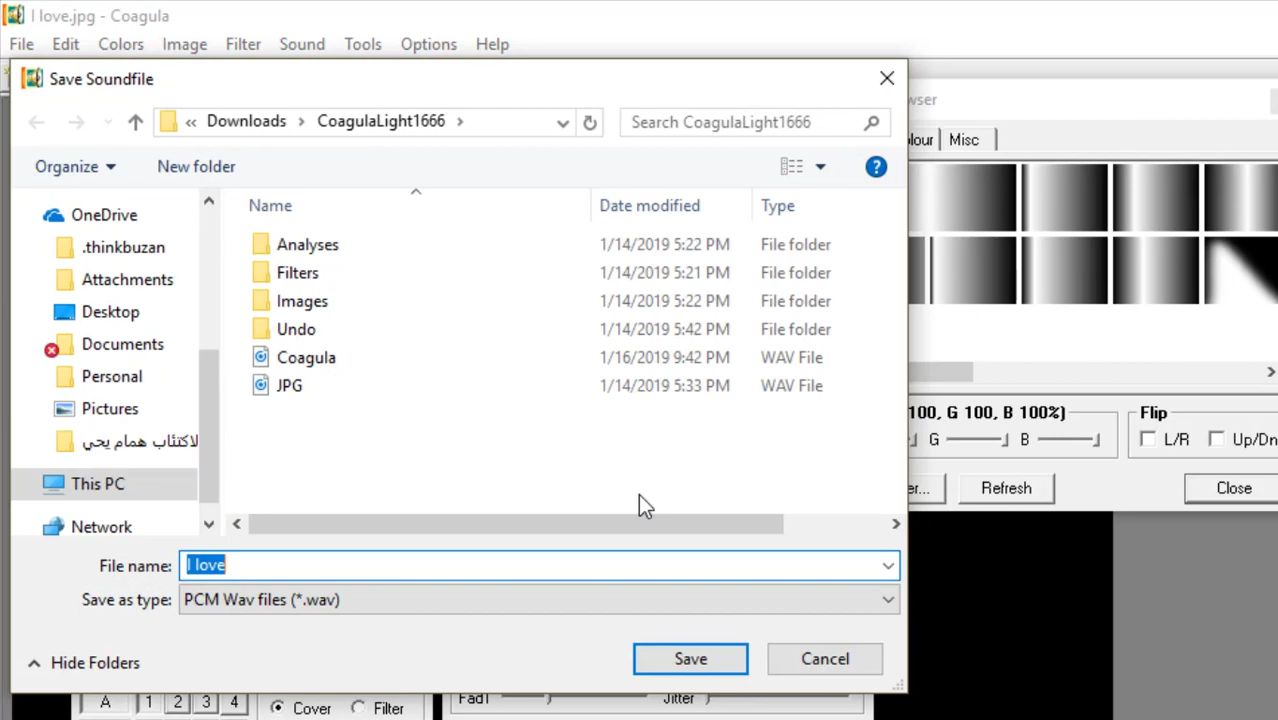 I love.jpg - Coagula
File Edit Colors Image Filter Sound Tools Options Help
Save Soundfile
wser
« Downloads › CoagulaLight1666 ›
Search CoagulaLight1666
lour Misc
Organize New folder
Name Date modified Type
OneDrive
.thinkbuzan
Attachments
Desktop
Documents
Personal
Pictures
لاكتئاب همام يحي
This PC
Network
Analyses 1/14/2019 5:22 PM File folder
Filters 1/14/2019 5:21 PM File folder
Images 1/14/2019 5:22 PM File folder
Undo 1/14/2019 5:42 PM File folder
Coagula 1/16/2019 9:42 PM WAV File
JPG 1/14/2019 5:33 PM WAV File
100, G 100, B 100%) Flip
G B L/R Up/Dn
er... Refresh Close
File name: I love
Save as type: PCM Wav files (*.wav)
Hide Folders Save Cancel
A 1 2 3 4 Cover Filter Jitter